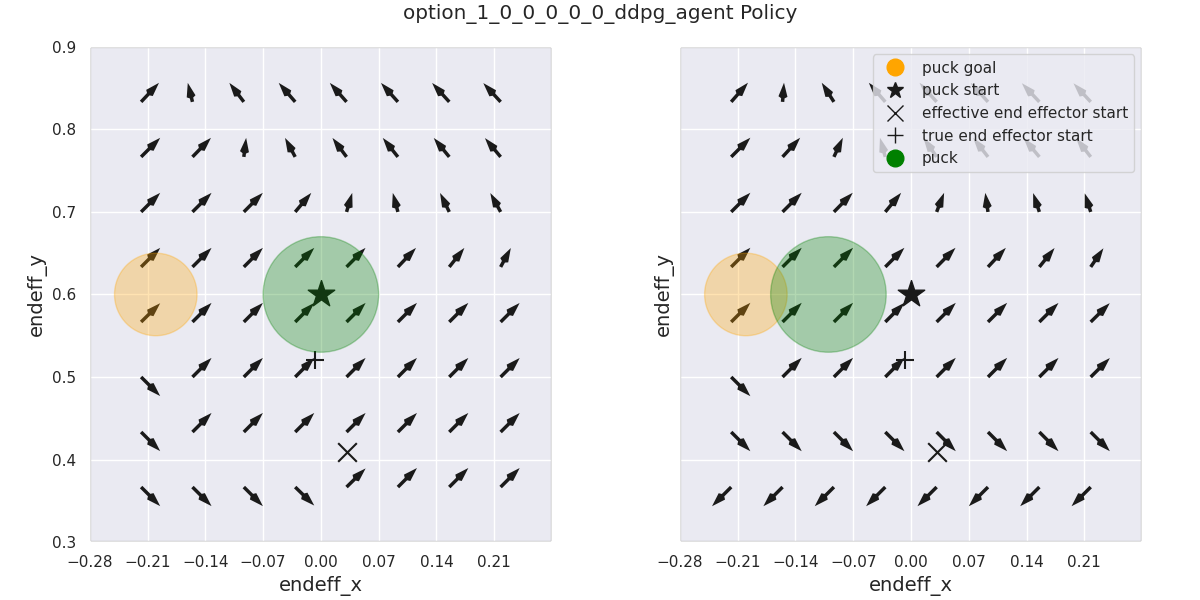 option_1_0_0_0_0_0_ddpg_agent Policy
0.9
0.8
0.7
0.6
0.5
0.4
0.3
endeff_y
−0.28 −0.21 −0.14 −0.07 0.00 0.07 0.14 0.21
endeff_x
puck goal
puck start
effective end effector start
true end effector start
puck
endeff_y
−0.28 −0.21 −0.14 −0.07 0.00 0.07 0.14 0.21
endeff_x